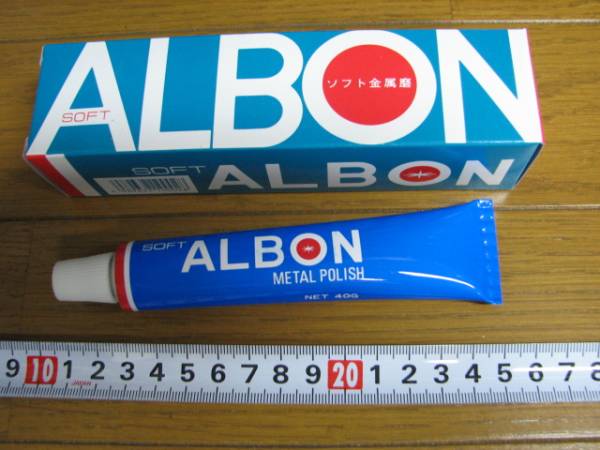 SOFT
ALBON
ソフト金属磨
SOFT ALBON
SOFT ALBON
METAL POLISH
NET 40G
9 10 1 2 3 4 5 6 7 8 9 20 1 2 3 4 5 6 7 8
JAPAN